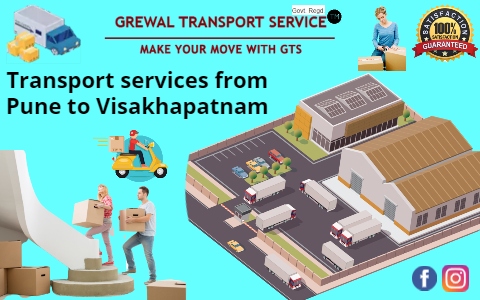 Govt Regd
GREWAL TRANSPORT SERVICE
MAKE YOUR MOVE WITH GTS
SATISFACTION
100%
SATISFACTION
GUARANTEED
Transport services from
Pune to Visakhapatnam